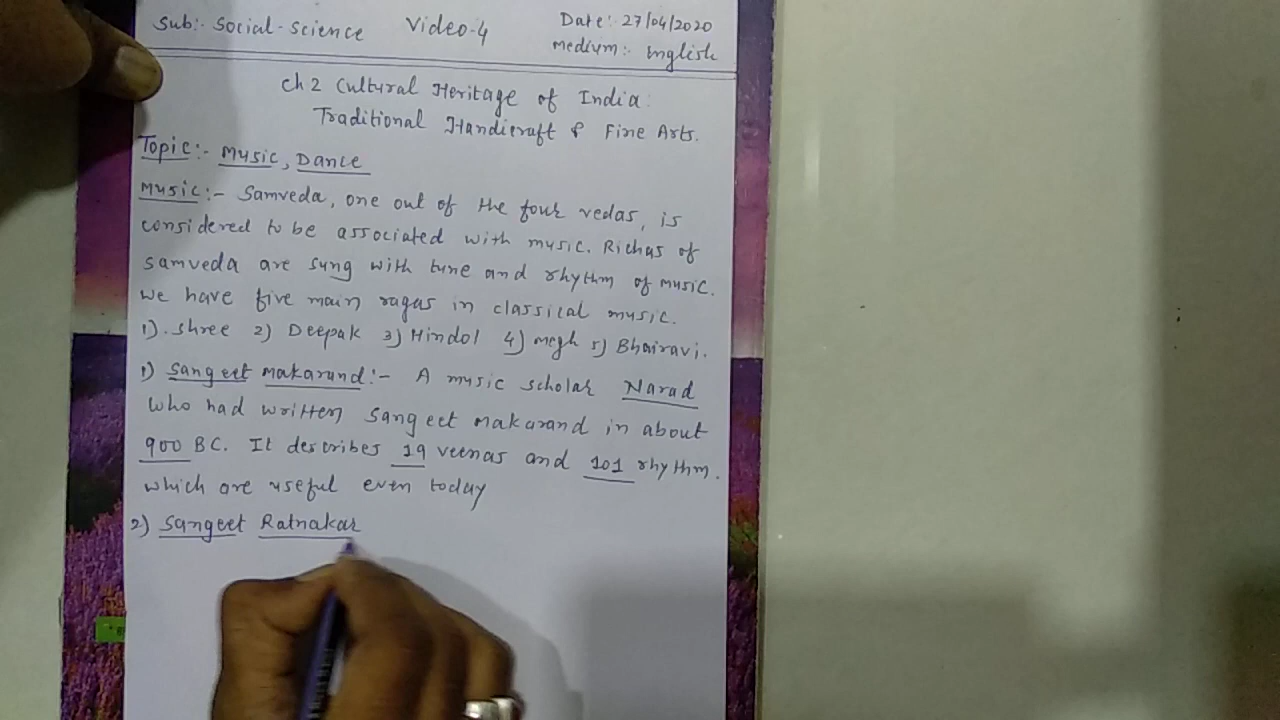 Sub:- Social-Science Video-4 Date:- 27/04/2020
Medium:- English
Ch 2 Cultural Heritage of India:
Traditional Handicraft & Fine Arts.
Topic:- Music, Dance
Music:- Samveda, one out of the four vedas, is
considered to be associated with music. Richas of
Samveda are sung with tune and rhythm of music.
We have five main ragas in classical music.
1). Shree 2) Deepak 3) Hindol 4) megh 5) Bhairavi.
1) Sangeet Makarand:- A music scholar Narad
who had written Sangeet Makarand in about
900 BC. It describes 19 veenas and 101 rhythm.
which are useful even today
2) Sangeet Ratnakar